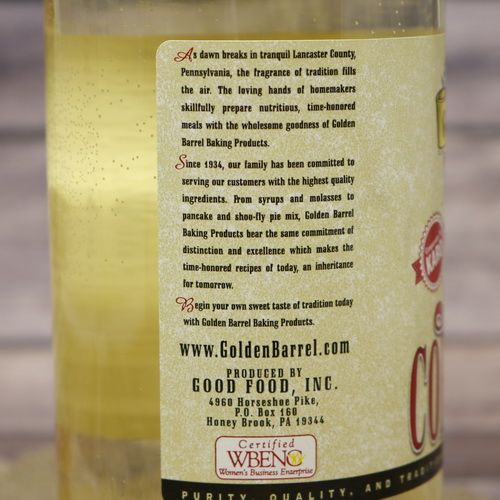 As dawn breaks in tranquil Lancaster County,
Pennsylvania, the fragrance of tradition fills
the air. The loving hands of homemakers
skillfully prepare nutritious, time-honored
meals with the wholesome goodness of Golden
Barrel Baking Products.
Since 1934, our family has been committed to
serving our customers with the highest quality
ingredients. From syrups and molasses to
pancake and shoo-fly pie mix, Golden Barrel
Baking Products bear the same commitment of
distinction and excellence which makes the
time-honored recipes of today, an inheritance
for tomorrow.
Begin your own sweet taste of tradition today
with Golden Barrel Baking Products.
www.GoldenBarrel.com
PRODUCED BY
GOOD FOOD, INC.
4960 Horseshoe Pike,
P.O. Box 160
Honey Brook, PA 19344
Certified
WBENC
Women's Business Enterprise
PURITY, QUALITY, AND TRADIT
CO